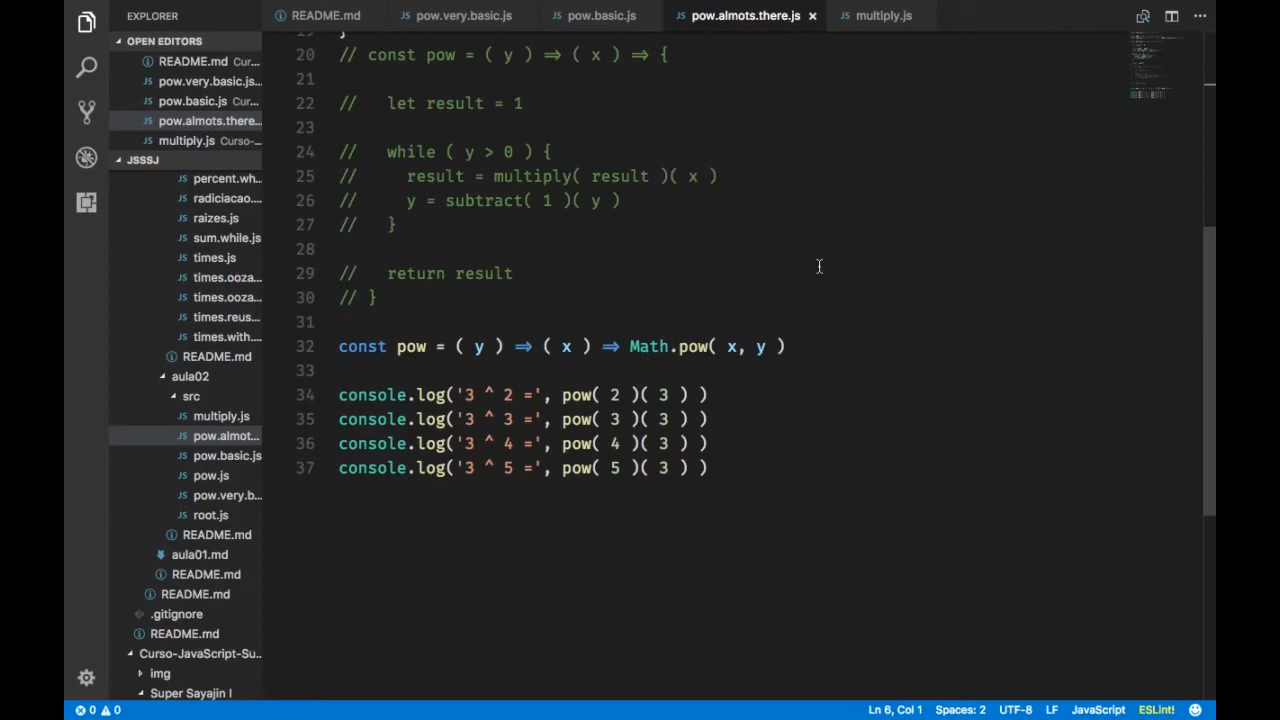 EXPLORER
README.md
pow.very.basic.js
pow.basic.js
pow.almots.there.js
multiply.js
OPEN EDITORS
README.md Cur...
pow.very.basic.js...
pow.basic.js Cur...
pow.almots.there...
multiply.js Curso-...
JSSSJ
percent.wh...
radiciacao....
raizes.js
sum.while.js
times.js
times.ooza...
times.ooza...
times.reus...
times.with...
README.md
aula02
src
multiply.js
pow.almot...
pow.basic.js
pow.js
pow.very.b...
root.js
README.md
aula01.md
README.md
README.md
.gitignore
README.md
Curso-JavaScript-Su...
img
Super Sayajin I
20 // const pow = ( y ) => ( x ) => {
21
22 //   let result = 1
23
24 //   while ( y > 0 ) {
25 //     result = multiply( result )( x )
26 //     y = subtract( 1 )( y )
27 //   }
28
29 //   return result
30 // }
31
32 const pow = ( y ) => ( x ) => Math.pow( x, y )
33
34 console.log('3 ^ 2 =', pow( 2 )( 3 ) )
35 console.log('3 ^ 3 =', pow( 3 )( 3 ) )
36 console.log('3 ^ 4 =', pow( 4 )( 3 ) )
37 console.log('3 ^ 5 =', pow( 5 )( 3 ) )
0 0
Ln 6, Col 1 Spaces: 2 UTF-8 LF JavaScript ESLint!